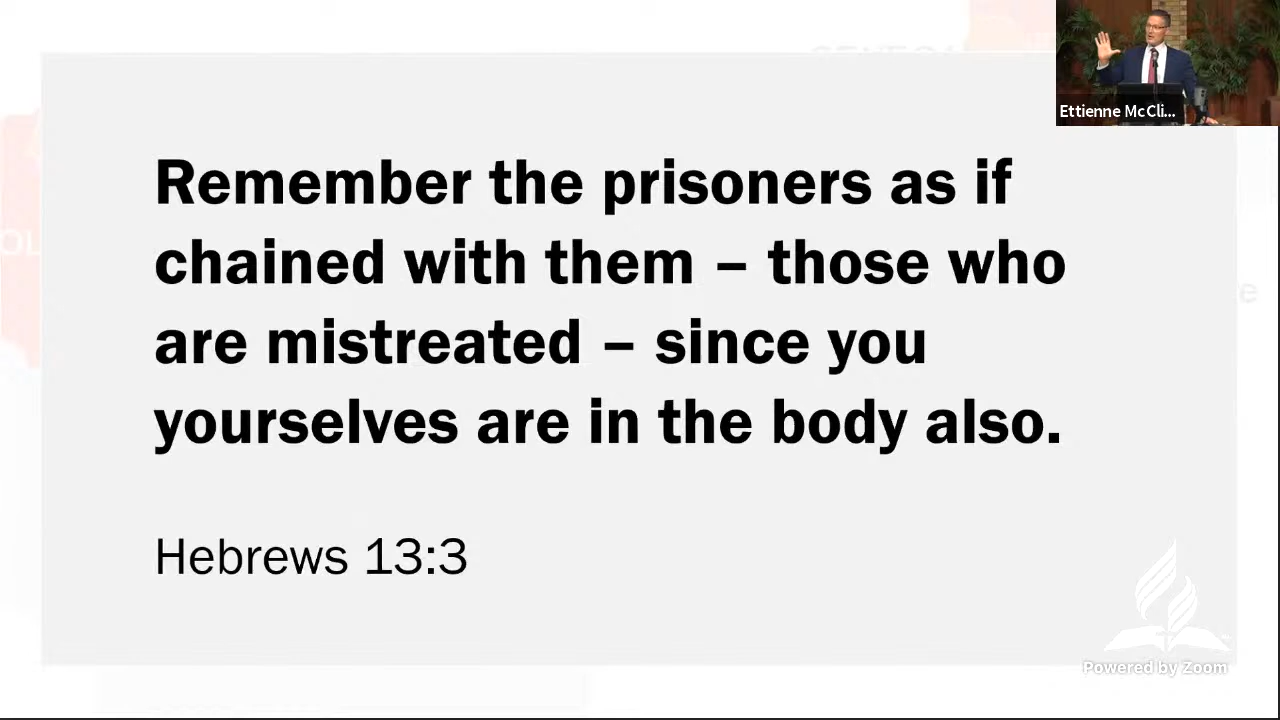 Ettienne McCli...
Remember the prisoners as if
chained with them – those who
are mistreated – since you
yourselves are in the body also.
Hebrews 13:3
Powered by Zoom